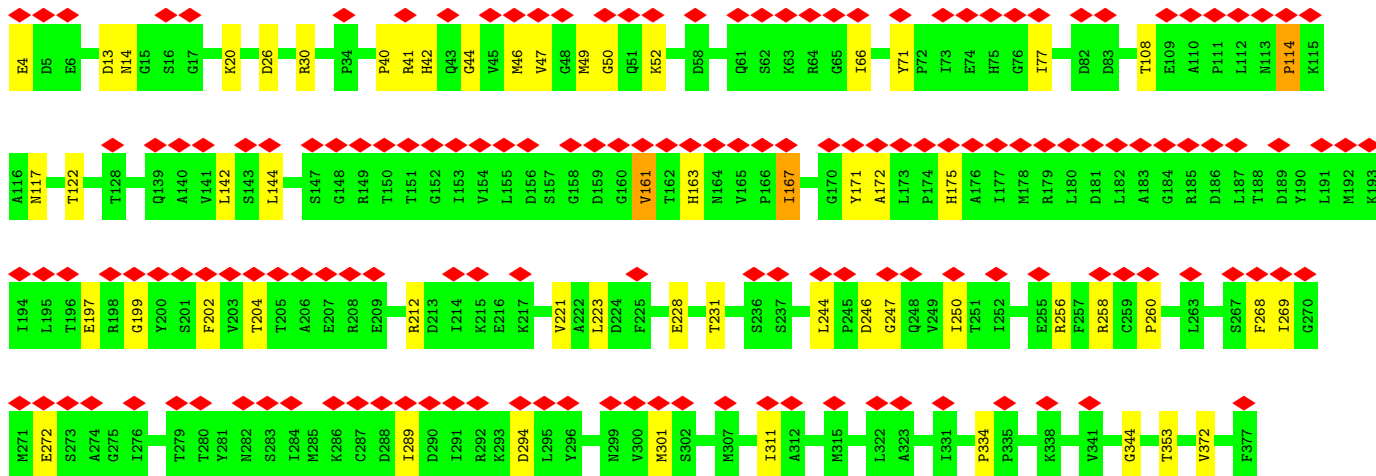 E4 D5 E6 D13 N14 G15 S16 G17 K20 D26 R30 P34 P40 R41 H42 Q43 G44 V45 M46 V47 G48 M49 G50 Q51 K52 D58 Q61 S62 K63 R64 G65 I66 Y71 P72 I73 E74 H75 G76 I77 D82 D83 T108 E109 A110 P111 L112 N113 P114 K115
A116 N117 T122 T128 Q139 A140 V141 L142 S143 L144 S147 G148 R149 T150 T151 G152 I153 V154 L155 D156 S157 G158 D159 G160 V161 T162 H163 N164 V165 P166 I167 G170 Y171 A172 L173 P174 H175 A176 I177 M178 R179 L180 D181 L182 A183 G184 R185 D186 L187 T188 D189 Y190 L191 M192 K193
I194 L195 T196 E197 R198 G199 Y200 S201 F202 V203 T204 T205 A206 E207 R208 E209 R212 D213 I214 K215 E216 K217 V221 A222 L223 D224 F225 E228 T231 S236 S237 L244 P245 D246 G247 Q248 V249 I250 T251 I252 E255 R256 F257 R258 C259 P260 L263 S267 F268 I269 G270
M271 E272 S273 A274 G275 I276 T279 T280 Y281 N282 S283 I284 M285 K286 C287 D288 I289 D290 I291 R292 K293 D294 L295 Y296 N299 V300 M301 S302 M307 I311 A312 M315 L322 A323 I331 P334 P335 K338 V341 G344 T353 V372 F377